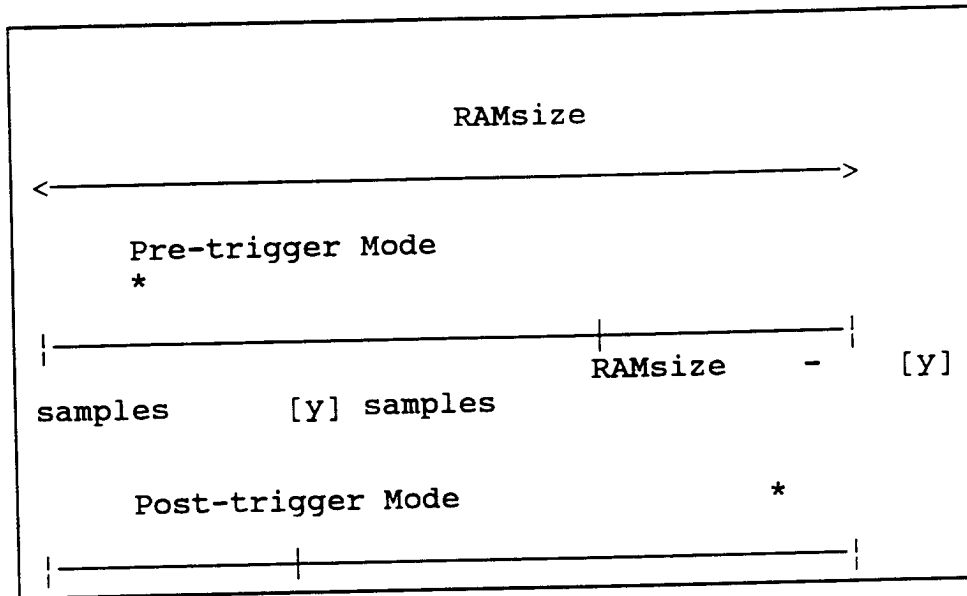 RAMsize
<——————————————————————>
Pre-trigger Mode
*
¦———————————————|———————¦
RAMsize - [y]
samples [y] samples
Post-trigger Mode *
¦———————|———————————————¦